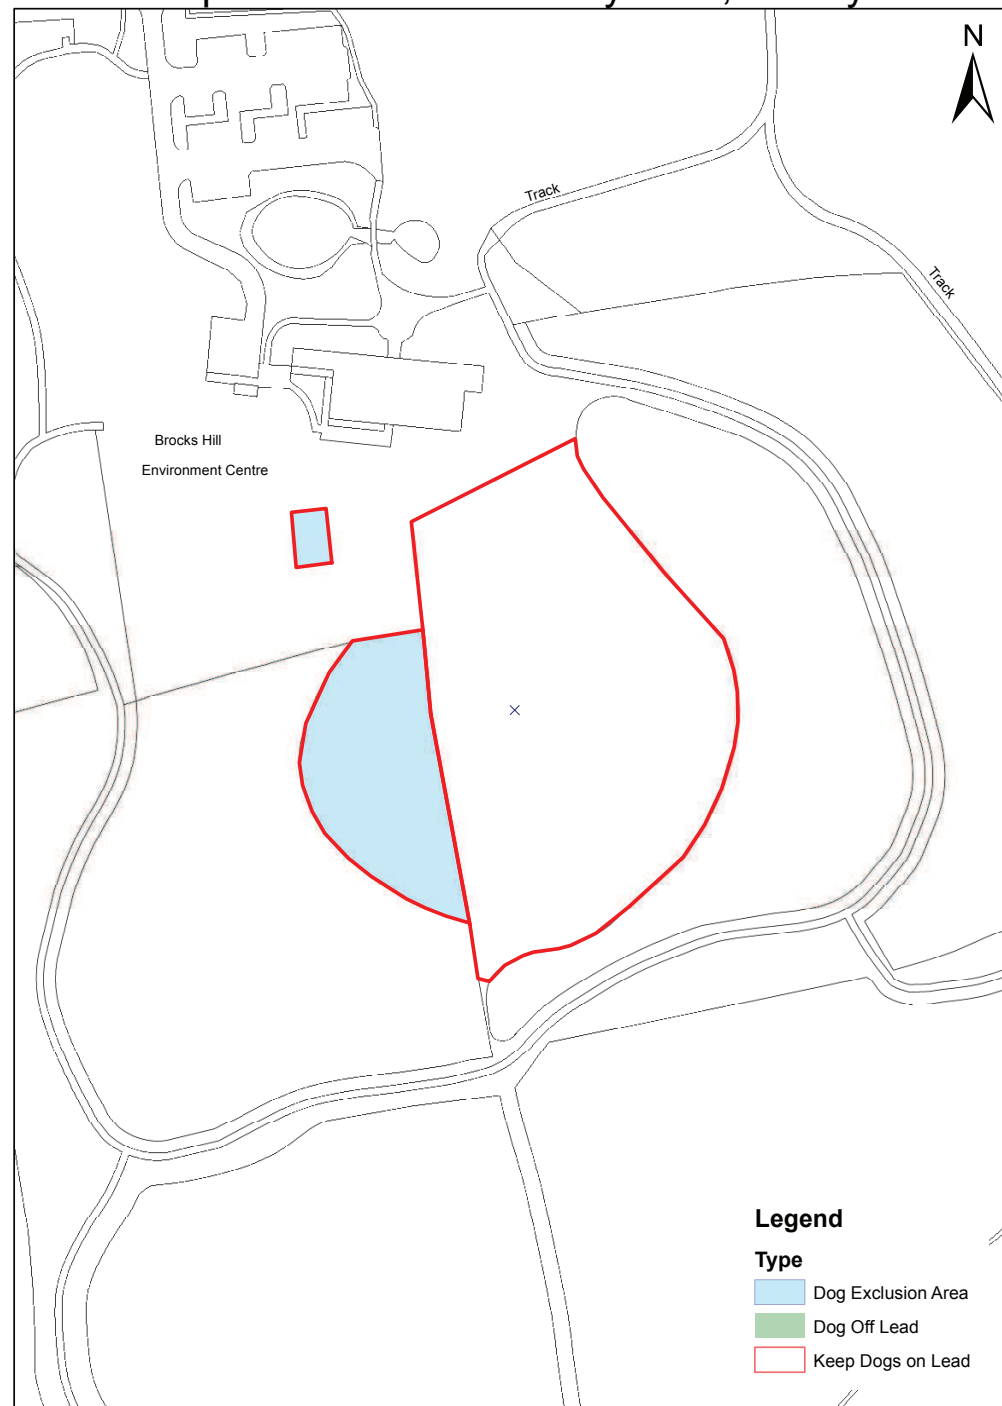 N
Track
Track
Brocks Hill
Environment Centre
Legend
Type
Dog Exclusion Area
Dog Off Lead
Keep Dogs on Lead